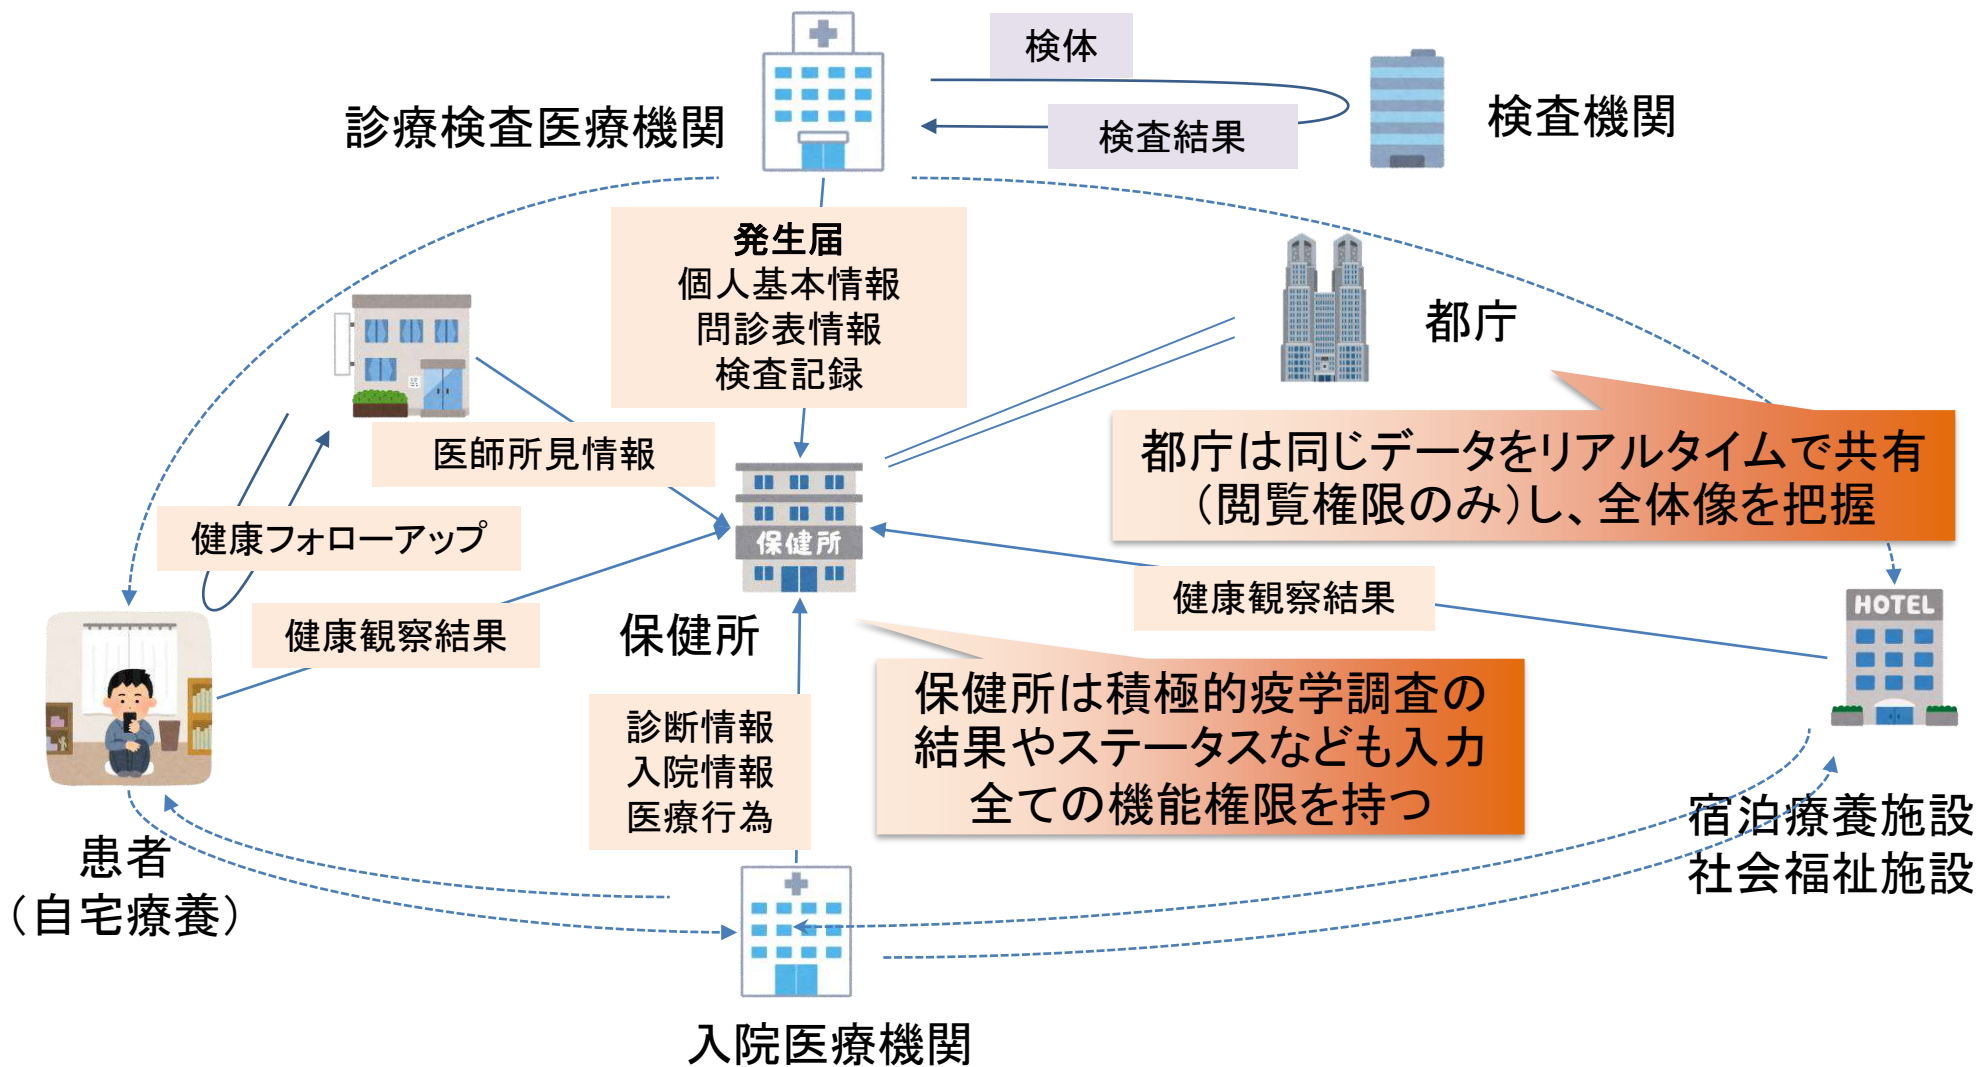 検体
診療検査医療機関
検査機関
検査結果
発生届
個人基本情報
問診表情報
検査記録
都庁
医師所見情報
都庁は同じデータをリアルタイムで共有
（閲覧権限のみ）し、全体像を把握
健康フォローアップ
保健所
健康観察結果
健康観察結果
保健所
HOTEL
保健所は積極的疫学調査の
結果やステータスなども入力
全ての機能権限を持つ
診断情報
入院情報
医療行為
患者
（自宅療養）
宿泊療養施設
社会福祉施設
入院医療機関